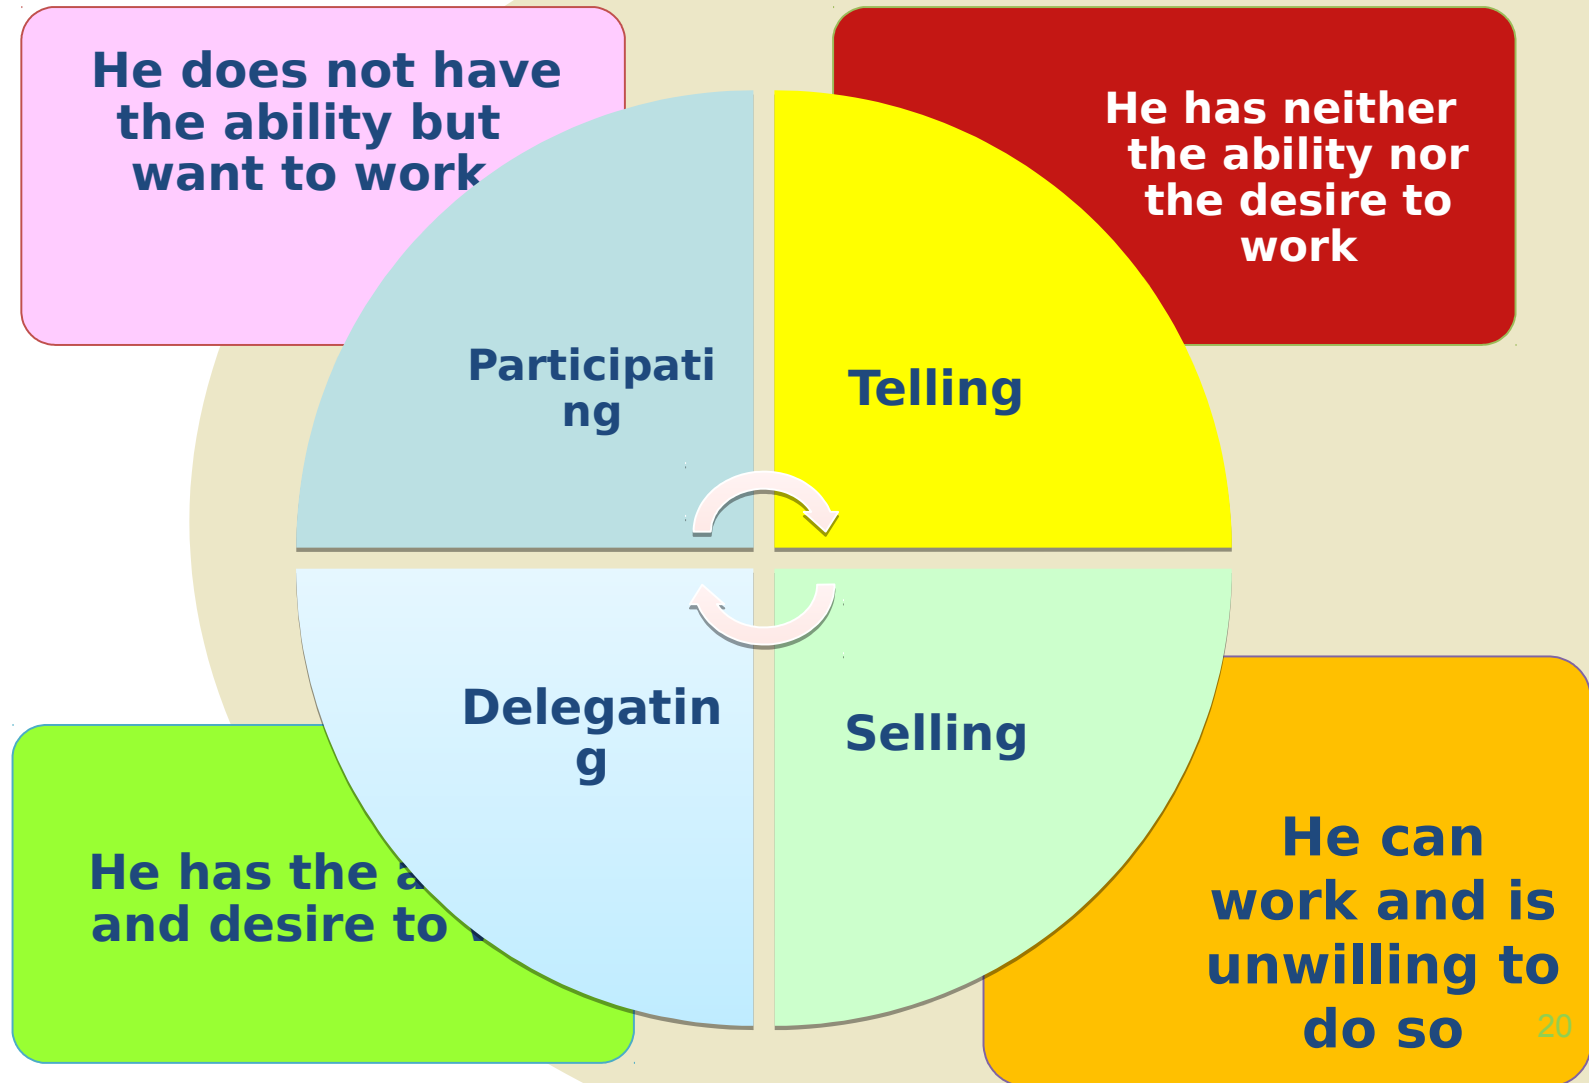 He does not have
the ability but
want to work
He has neither
the ability nor
the desire to
work
Participati
ng
Telling
Delegatin
g
Selling
He has the
and desire to
He can
work and is
unwilling to
do so
20